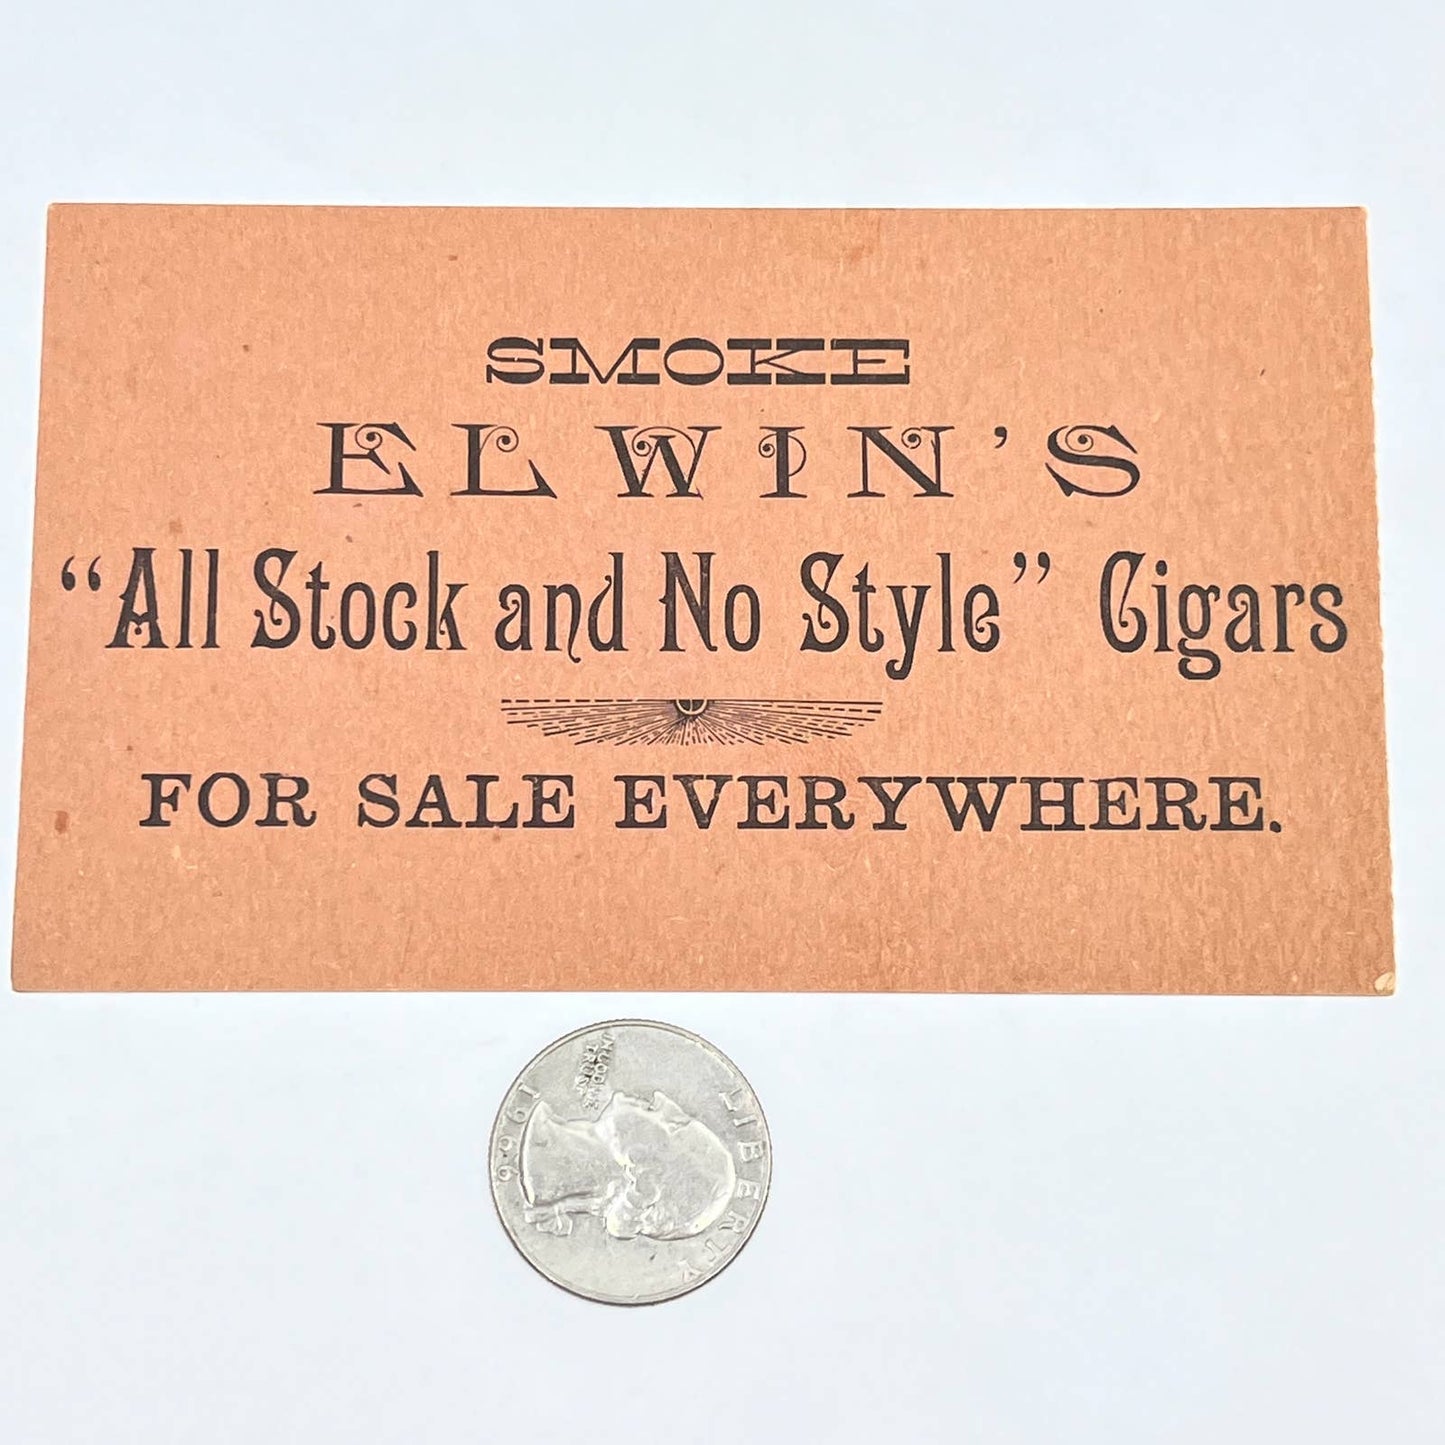 SMOKE
ELWIN'S
“All Stock and No Style” Cigars
FOR SALE EVERYWHERE.
IN GOD WE
TRUST
LIBERTY
1966